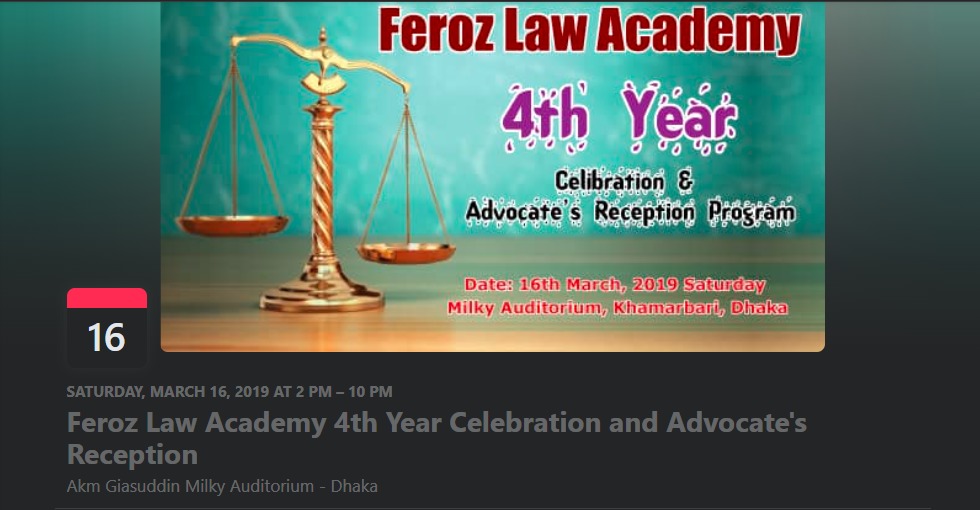 Feroz Law Academy
4th Year
Celibration &
Advocate's Reception Program
Date: 16th March, 2019 Saturday
Milky Auditorium, Khamarbari, Dhaka
16
SATURDAY, MARCH 16, 2019 AT 2 PM – 10 PM
Feroz Law Academy 4th Year Celebration and Advocate's
Reception
Akm Giasuddin Milky Auditorium - Dhaka